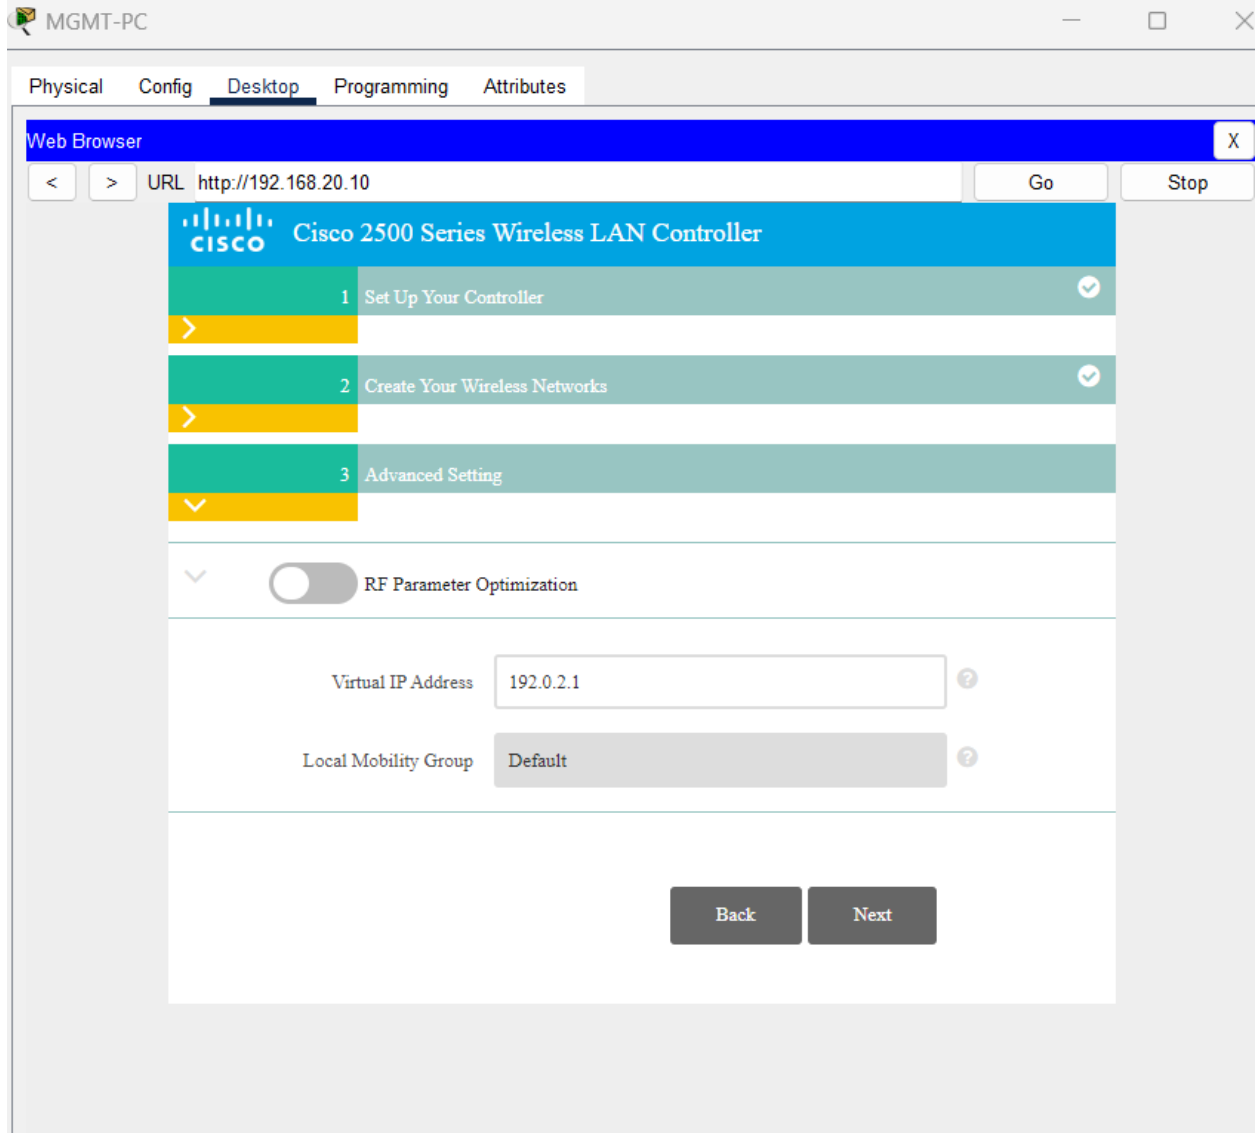 MGMT-PC
Physical Config Desktop Programming Attributes
Web Browser X
< > URL http://192.168.20.10 Go Stop
CISCO Cisco 2500 Series Wireless LAN Controller
1 Set Up Your Controller
2 Create Your Wireless Networks
3 Advanced Setting
RF Parameter Optimization
Virtual IP Address 192.0.2.1 ?
Local Mobility Group Default ?
Back Next